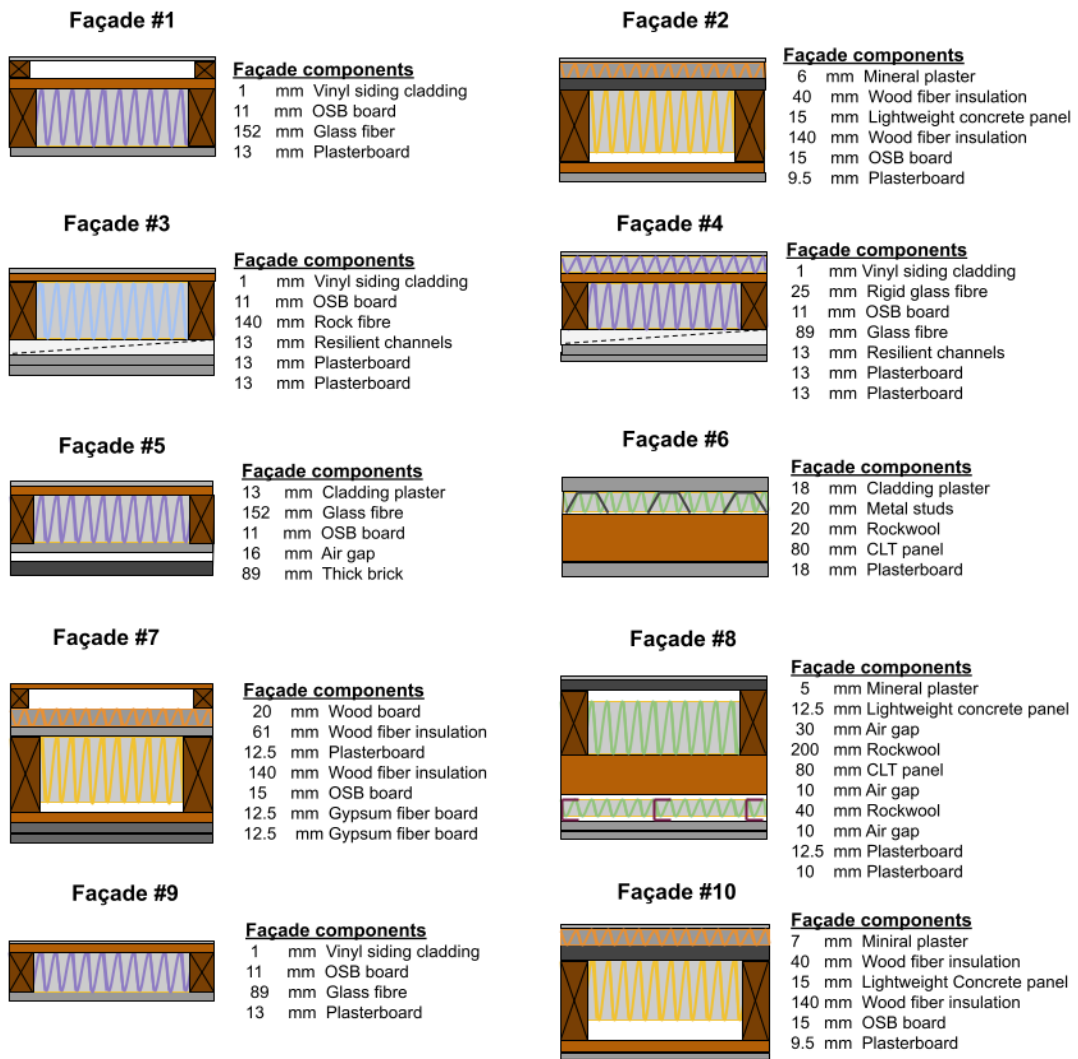 Façade #1
Façade components
1 mm Vinyl siding cladding
11 mm OSB board
152 mm Glass fiber
13 mm Plasterboard
Façade #2
Façade components
6 mm Mineral plaster
40 mm Wood fiber insulation
15 mm Lightweight concrete panel
140 mm Wood fiber insulation
15 mm OSB board
9.5 mm Plasterboard
Façade #3
Façade components
1 mm Vinyl siding cladding
11 mm OSB board
140 mm Rock fibre
13 mm Resilient channels
13 mm Plasterboard
13 mm Plasterboard
Façade #4
Façade components
1 mm Vinyl siding cladding
25 mm Rigid glass fibre
11 mm OSB board
89 mm Glass fibre
13 mm Resilient channels
13 mm Plasterboard
13 mm Plasterboard
Façade #5
Façade components
13 mm Cladding plaster
152 mm Glass fibre
11 mm OSB board
16 mm Air gap
89 mm Thick brick
Façade #6
Façade components
18 mm Cladding plaster
20 mm Metal studs
20 mm Rockwool
80 mm CLT panel
18 mm Plasterboard
Façade #7
Façade components
20 mm Wood board
61 mm Wood fiber insulation
12.5 mm Plasterboard
140 mm Wood fiber insulation
15 mm OSB board
12.5 mm Gypsum fiber board
12.5 mm Gypsum fiber board
Façade #8
Façade components
5 mm Mineral plaster
12.5 mm Lightweight concrete panel
30 mm Air gap
200 mm Rockwool
80 mm CLT panel
10 mm Air gap
40 mm Rockwool
10 mm Air gap
12.5 mm Plasterboard
10 mm Plasterboard
Façade #9
Façade components
1 mm Vinyl siding cladding
11 mm OSB board
89 mm Glass fibre
13 mm Plasterboard
Façade #10
Façade components
7 mm Miniral plaster
40 mm Wood fiber insulation
15 mm Lightweight Concrete panel
140 mm Wood fiber insulation
15 mm OSB board
9.5 mm Plasterboard